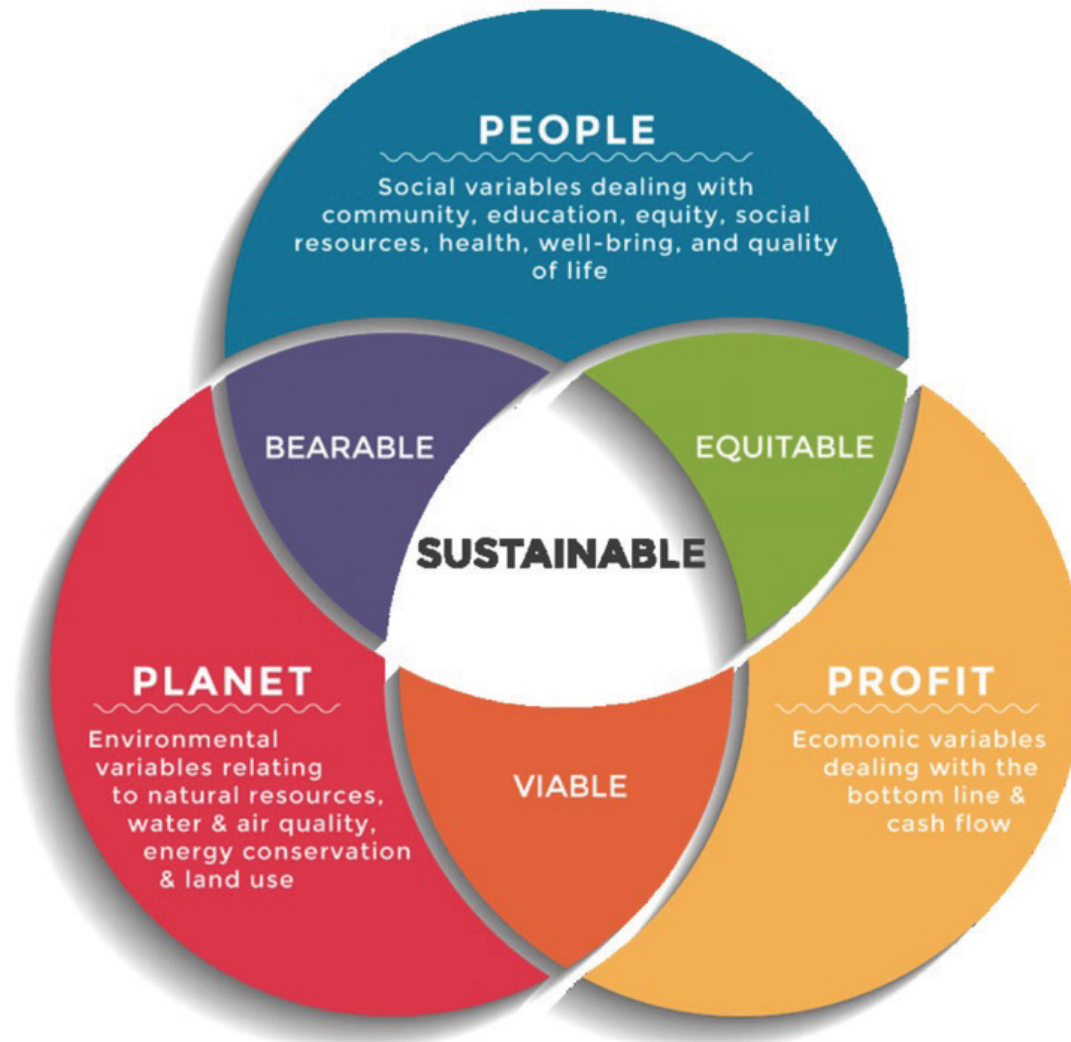 PEOPLE
Social variables dealing with
community, education, equity, social
resources, health, well-bring, and quality
of life
BEARABLE
EQUITABLE
SUSTAINABLE
PLANET
Environmental
variables relating
to natural resources,
water & air quality,
energy conservation
& land use
VIABLE
PROFIT
Ecomonic variables
dealing with the
bottom line &
cash flow